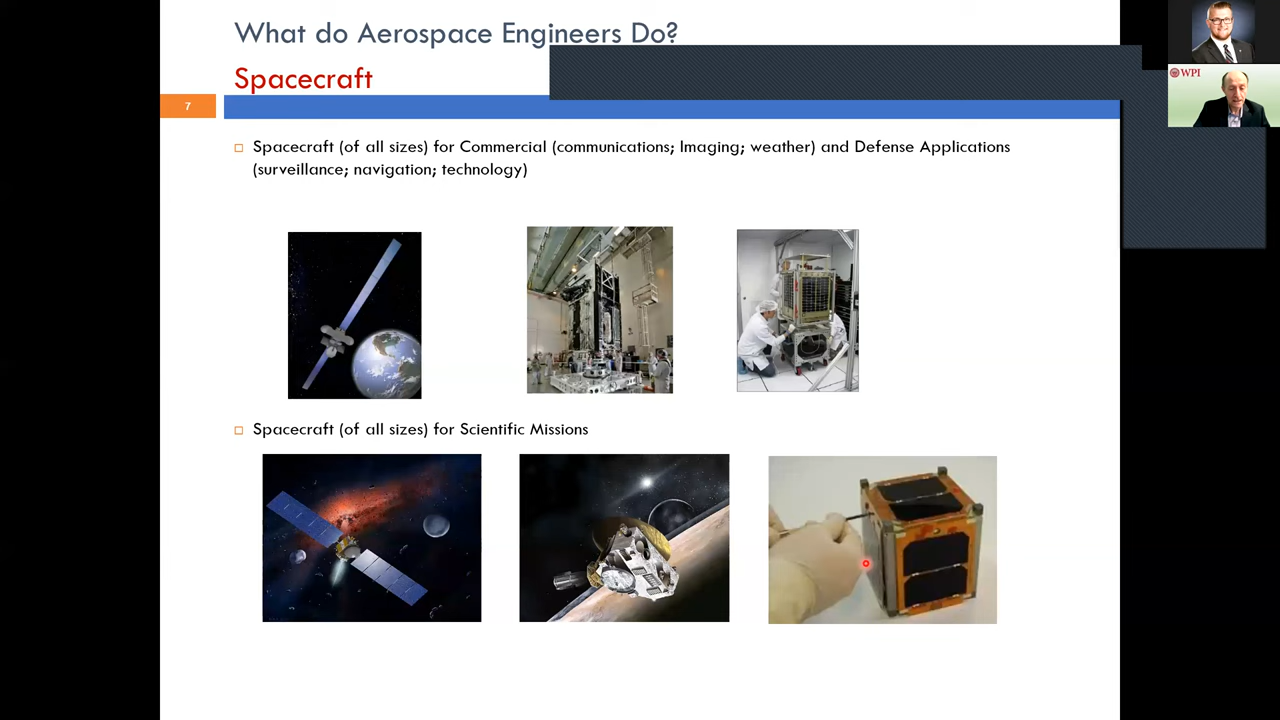 What do Aerospace Engineers Do?
Spacecraft
7
WPI
Spacecraft (of all sizes) for Commercial (communications; Imaging; weather) and Defense Applications
(surveillance; navigation; technology)
Spacecraft (of all sizes) for Scientific Missions